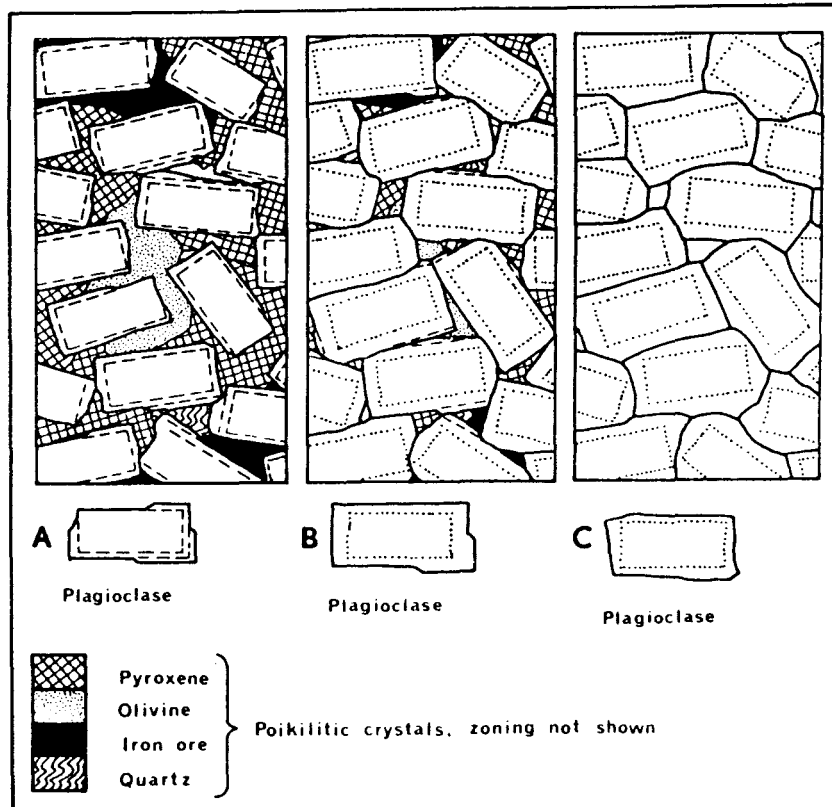 A
B
C
Plagioclase
Plagioclase
Plagioclase
Pyroxene
Olivine
Iron ore
Quartz
Poikilitic crystals, zoning not shown